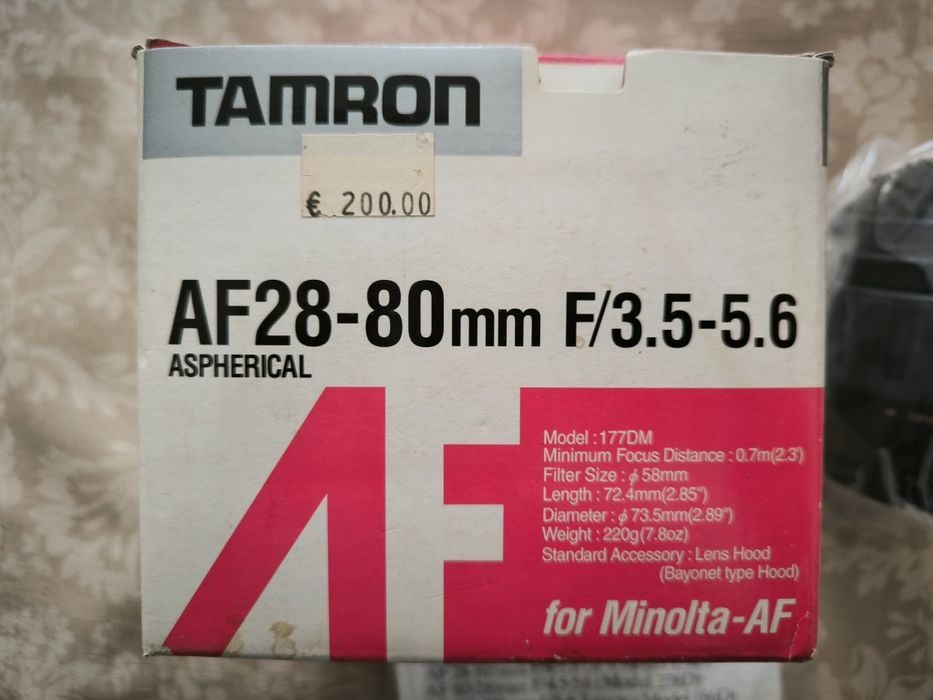 TAMRON
€ 200.00
AF28-80mm F/3.5-5.6
ASPHERICAL
AF
Model : 177DM
Minimum Focus Distance : 0.7m(2.3')
Filter Size : ϕ 58mm
Length : 72.4mm(2.85")
Diameter : ϕ 73.5mm(2.89")
Weight : 220g(7.8oz)
Standard Accessory : Lens Hood
(Bayonet type Hood)
for Minolta-AF